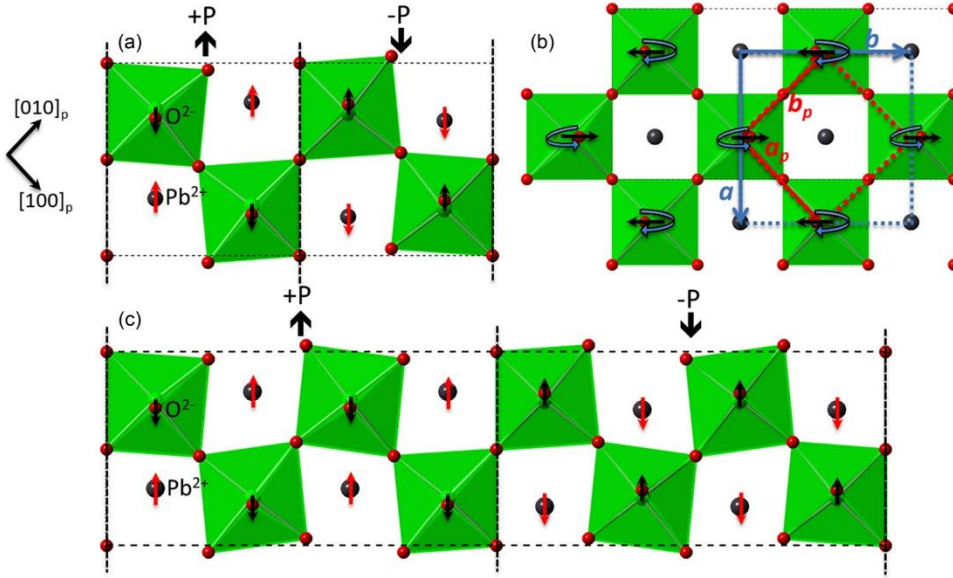 +P
-P
(a)
(b)
[010]ₚ
[100]ₚ
O²⁻
Pb²⁺
b
bₚ
aₚ
a
+P
-P
(c)
O²⁻
Pb²⁺